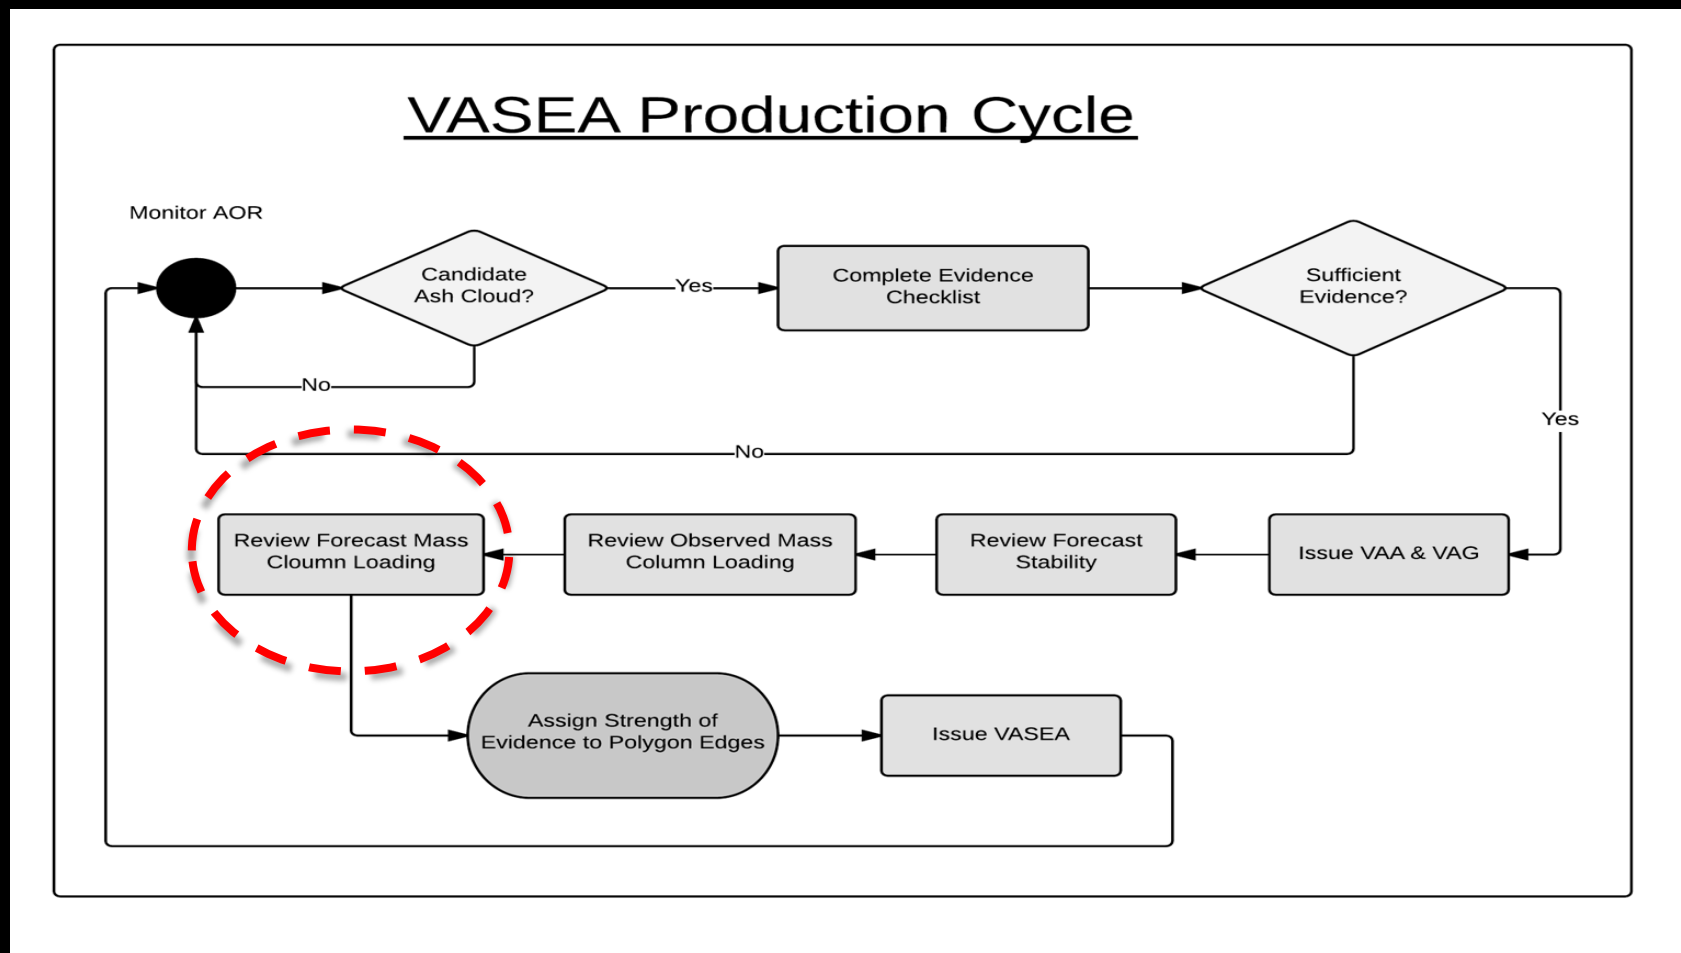 VASEA Production Cycle
Monitor AOR
Candidate
Ash Cloud?
Yes
Complete Evidence
Checklist
Sufficient
Evidence?
No
Yes
No
Review Forecast Mass
Cloumn Loading
Review Observed Mass
Column Loading
Review Forecast
Stability
Issue VAA & VAG
Assign Strength of
Evidence to Polygon Edges
Issue VASEA